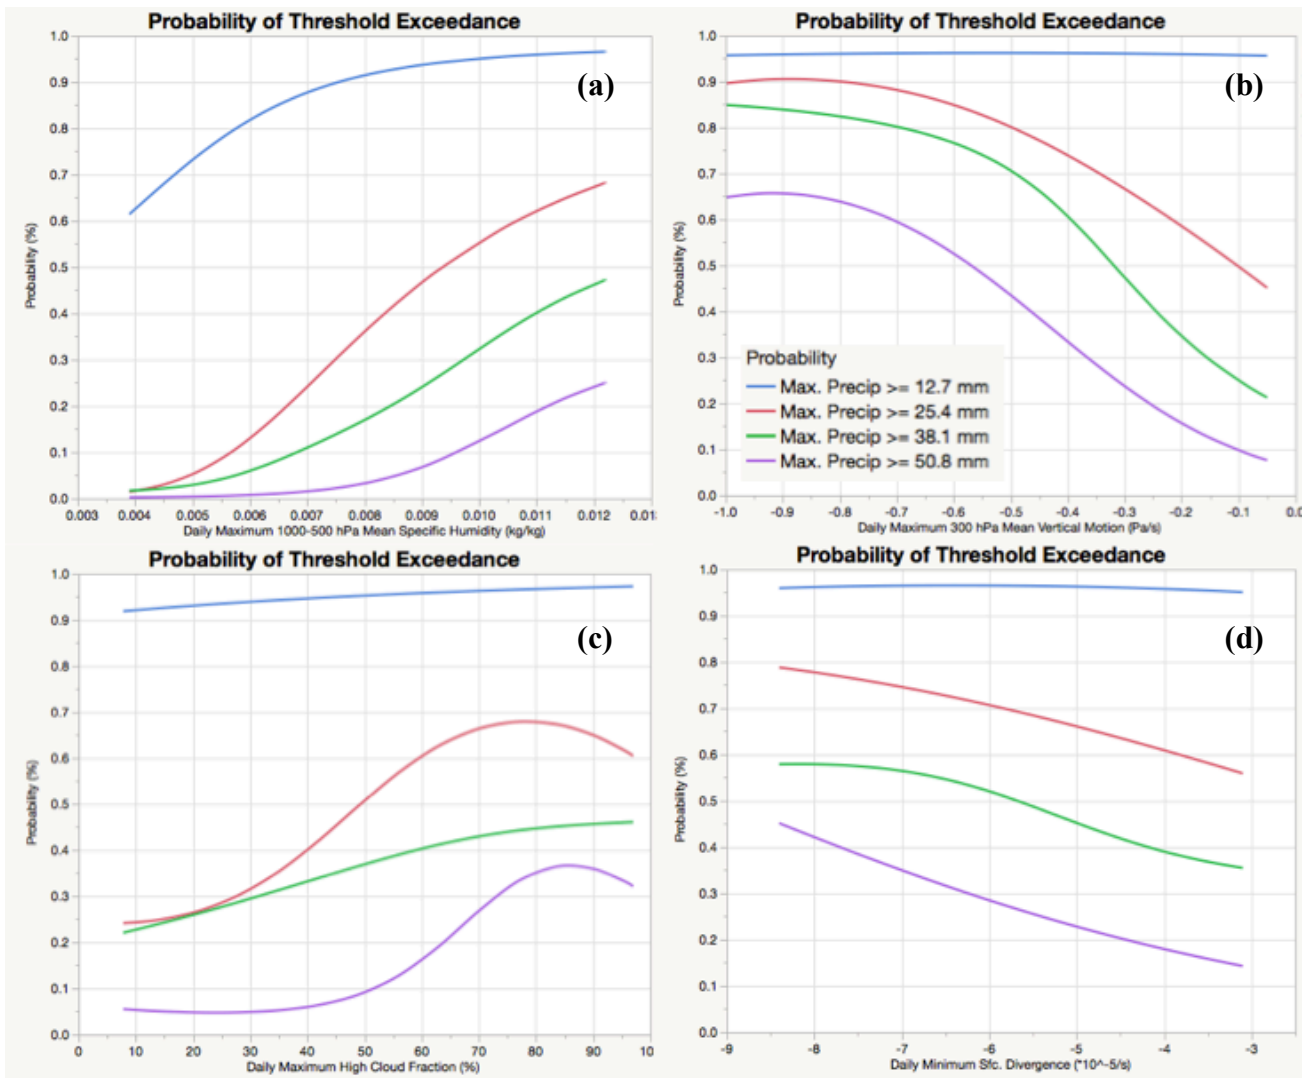 Probability of Threshold Exceedance
1.0
0.9
0.8
0.7
0.6
0.5
0.4
0.3
0.2
0.1
0.0
Probability (%)
(a)
0.003 0.004 0.005 0.006 0.007 0.008 0.009 0.010 0.011 0.012 0.01
Daily Maximum 1000-500 hPa Mean Specific Humidity (kg/kg)
Probability of Threshold Exceedance
1.0
0.9
0.8
0.7
0.6
0.5
0.4
0.3
0.2
0.1
0.0
Probability (%)
(b)
Probability
Max. Precip >= 12.7 mm
Max. Precip >= 25.4 mm
Max. Precip >= 38.1 mm
Max. Precip >= 50.8 mm
-1.0 -0.9 -0.8 -0.7 -0.6 -0.5 -0.4 -0.3 -0.2 -0.1 0.0
Daily Maximum 300 hPa Mean Vertical Motion (Pa/s)
Probability of Threshold Exceedance
1.0
0.9
0.8
0.7
0.6
0.5
0.4
0.3
0.2
0.1
0.0
Probability (%)
(c)
0 10 20 30 40 50 60 70 80 90 10
Daily Maximum High Cloud Fraction (%)
Probability of Threshold Exceedance
1.0
0.9
0.8
0.7
0.6
0.5
0.4
0.3
0.2
0.1
0.0
Probability (%)
(d)
-9 -8 -7 -6 -5 -4 -3
Daily Minimum Sfc. Divergence (*10^-5/s)